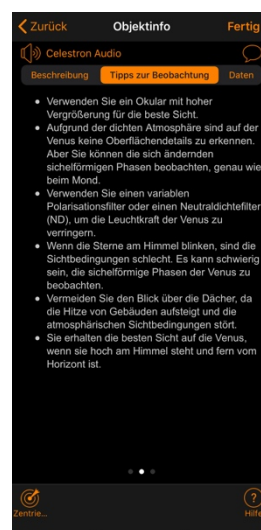 Zurück Objektinfo Fertig
Celestron Audio
Beschreibung Tipps zur Beobachtung Daten
• Verwenden Sie ein Okular mit hoher
Vergrößerung für die beste Sicht.
• Aufgrund der dichten Atmosphäre sind auf der
Venus keine Oberflächendetails zu erkennen.
Aber Sie können die sich ändernden
sichelförmigen Phasen beobachten, genau wie
beim Mond.
• Verwenden Sie einen variablen
Polarisationsfilter oder einen Neutraldichtefilter
(ND), um die Leuchtkraft der Venus zu
verringern.
• Wenn die Sterne am Himmel blinken, sind die
Sichtbedingungen schlecht. Es kann schwierig
sein, die sichelförmige Phasen der Venus zu
beobachten.
• Vermeiden Sie den Blick über die Dächer, da
die Hitze von Gebäuden aufsteigt und die
atmosphärischen Sichtbedingungen stört.
• Sie erhalten die besten Sicht auf die Venus,
wenn sie hoch am Himmel steht und fern vom
Horizont ist.
Zentrie... Hilfe